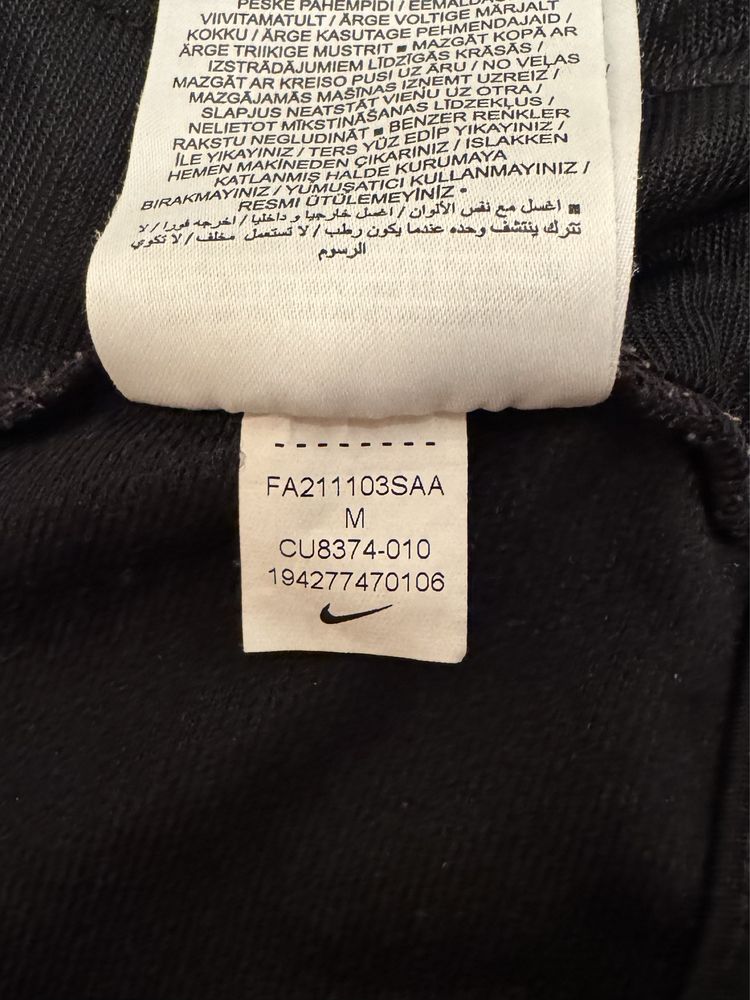 PESKE PAHEMPIDI / EEMALDAS
VIIVITAMATULT / ÄRGE VOLTIGE MÄRJALT
KOKKU / ÄRGE KASUTAGE PEHMENDAJAID /
ÄRGE TRIIKIGE MUSTRIT ■ MAZGĀT KOPĀ AR
IZSTRĀDĀJUMIEM LĪDZĪGĀS KRĀSĀS /
MAZGĀT AR KREISO PUSI UZ ĀRU / NO VEĻAS
MAZGĀJAMĀS MAŠĪNAS IZŅEMT UZREIZ /
SLAPJUS NEATSTĀT VIENU UZ OTRA /
NELIETOT MĪKSTINĀŠANAS LĪDZEKĻUS /
RAKSTU NEGLUDINĀT ■ BENZER RENKLER
İLE YIKAYINIZ / TERS YÜZ EDİP YIKAYINIZ /
HEMEN MAKİNEDEN ÇIKARINIZ / ISLAKKEN
KATLANMIŞ HALDE KURUMAYA
BIRAKMAYINIZ / YUMUŞATICI KULLANMAYINIZ /
RESMI ÜTÜLEMEYİNİZ •
■ اغسل مع نفس الألوان / اغسل خارجيا و داخليا / اخرجه فورا / لا
تترك ينتشف وحده عندما يكون رطب / لا تستعمل مخلف / لا تكوي
الرسوم
FA211103SAA
M
CU8374-010
194277470106